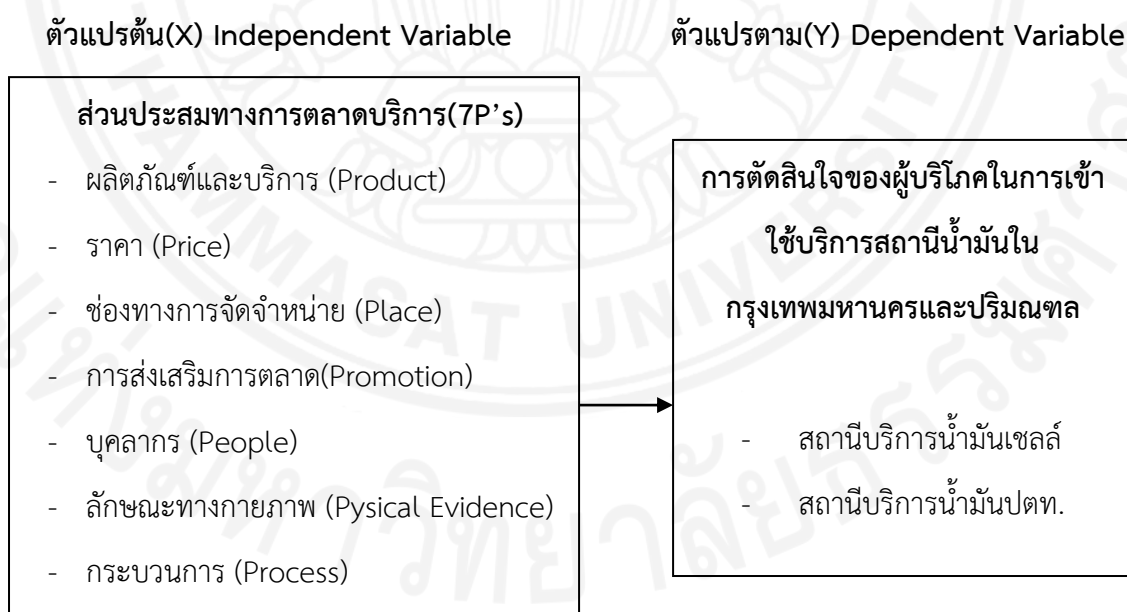 ตัวแปรต้น(X) Independent Variable
ส่วนประสมทางการตลาดบริการ(7P’s)
- ผลิตภัณฑ์และบริการ (Product)
- ราคา (Price)
- ช่องทางการจัดจำหน่าย (Place)
- การส่งเสริมการตลาด(Promotion)
- บุคลากร (People)
- ลักษณะทางกายภาพ (Pysical Evidence)
- กระบวนการ (Process)
ตัวแปรตาม(Y) Dependent Variable
การตัดสินใจของผู้บริโภคในการเข้า
ใช้บริการสถานีน้ำมันใน
กรุงเทพมหานครและปริมณฑล
- สถานีบริการน้ำมันเชลล์
- สถานีบริการน้ำมันปตท.
THAMMASAT UNIVERSITY